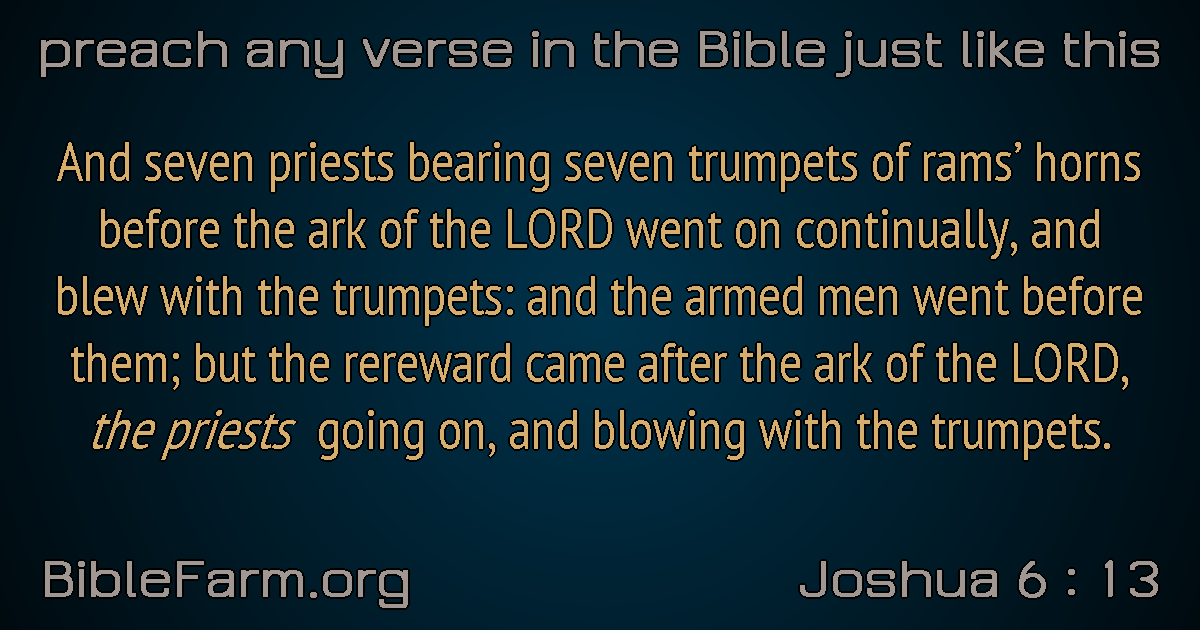 preach any verse in the Bible just like this
And seven priests bearing seven trumpets of rams’ horns
before the ark of the LORD went on continually, and
blew with the trumpets: and the armed men went before
them; but the rereward came after the ark of the LORD,
the priests going on, and blowing with the trumpets.
BibleFarm.org
Joshua 6 : 13